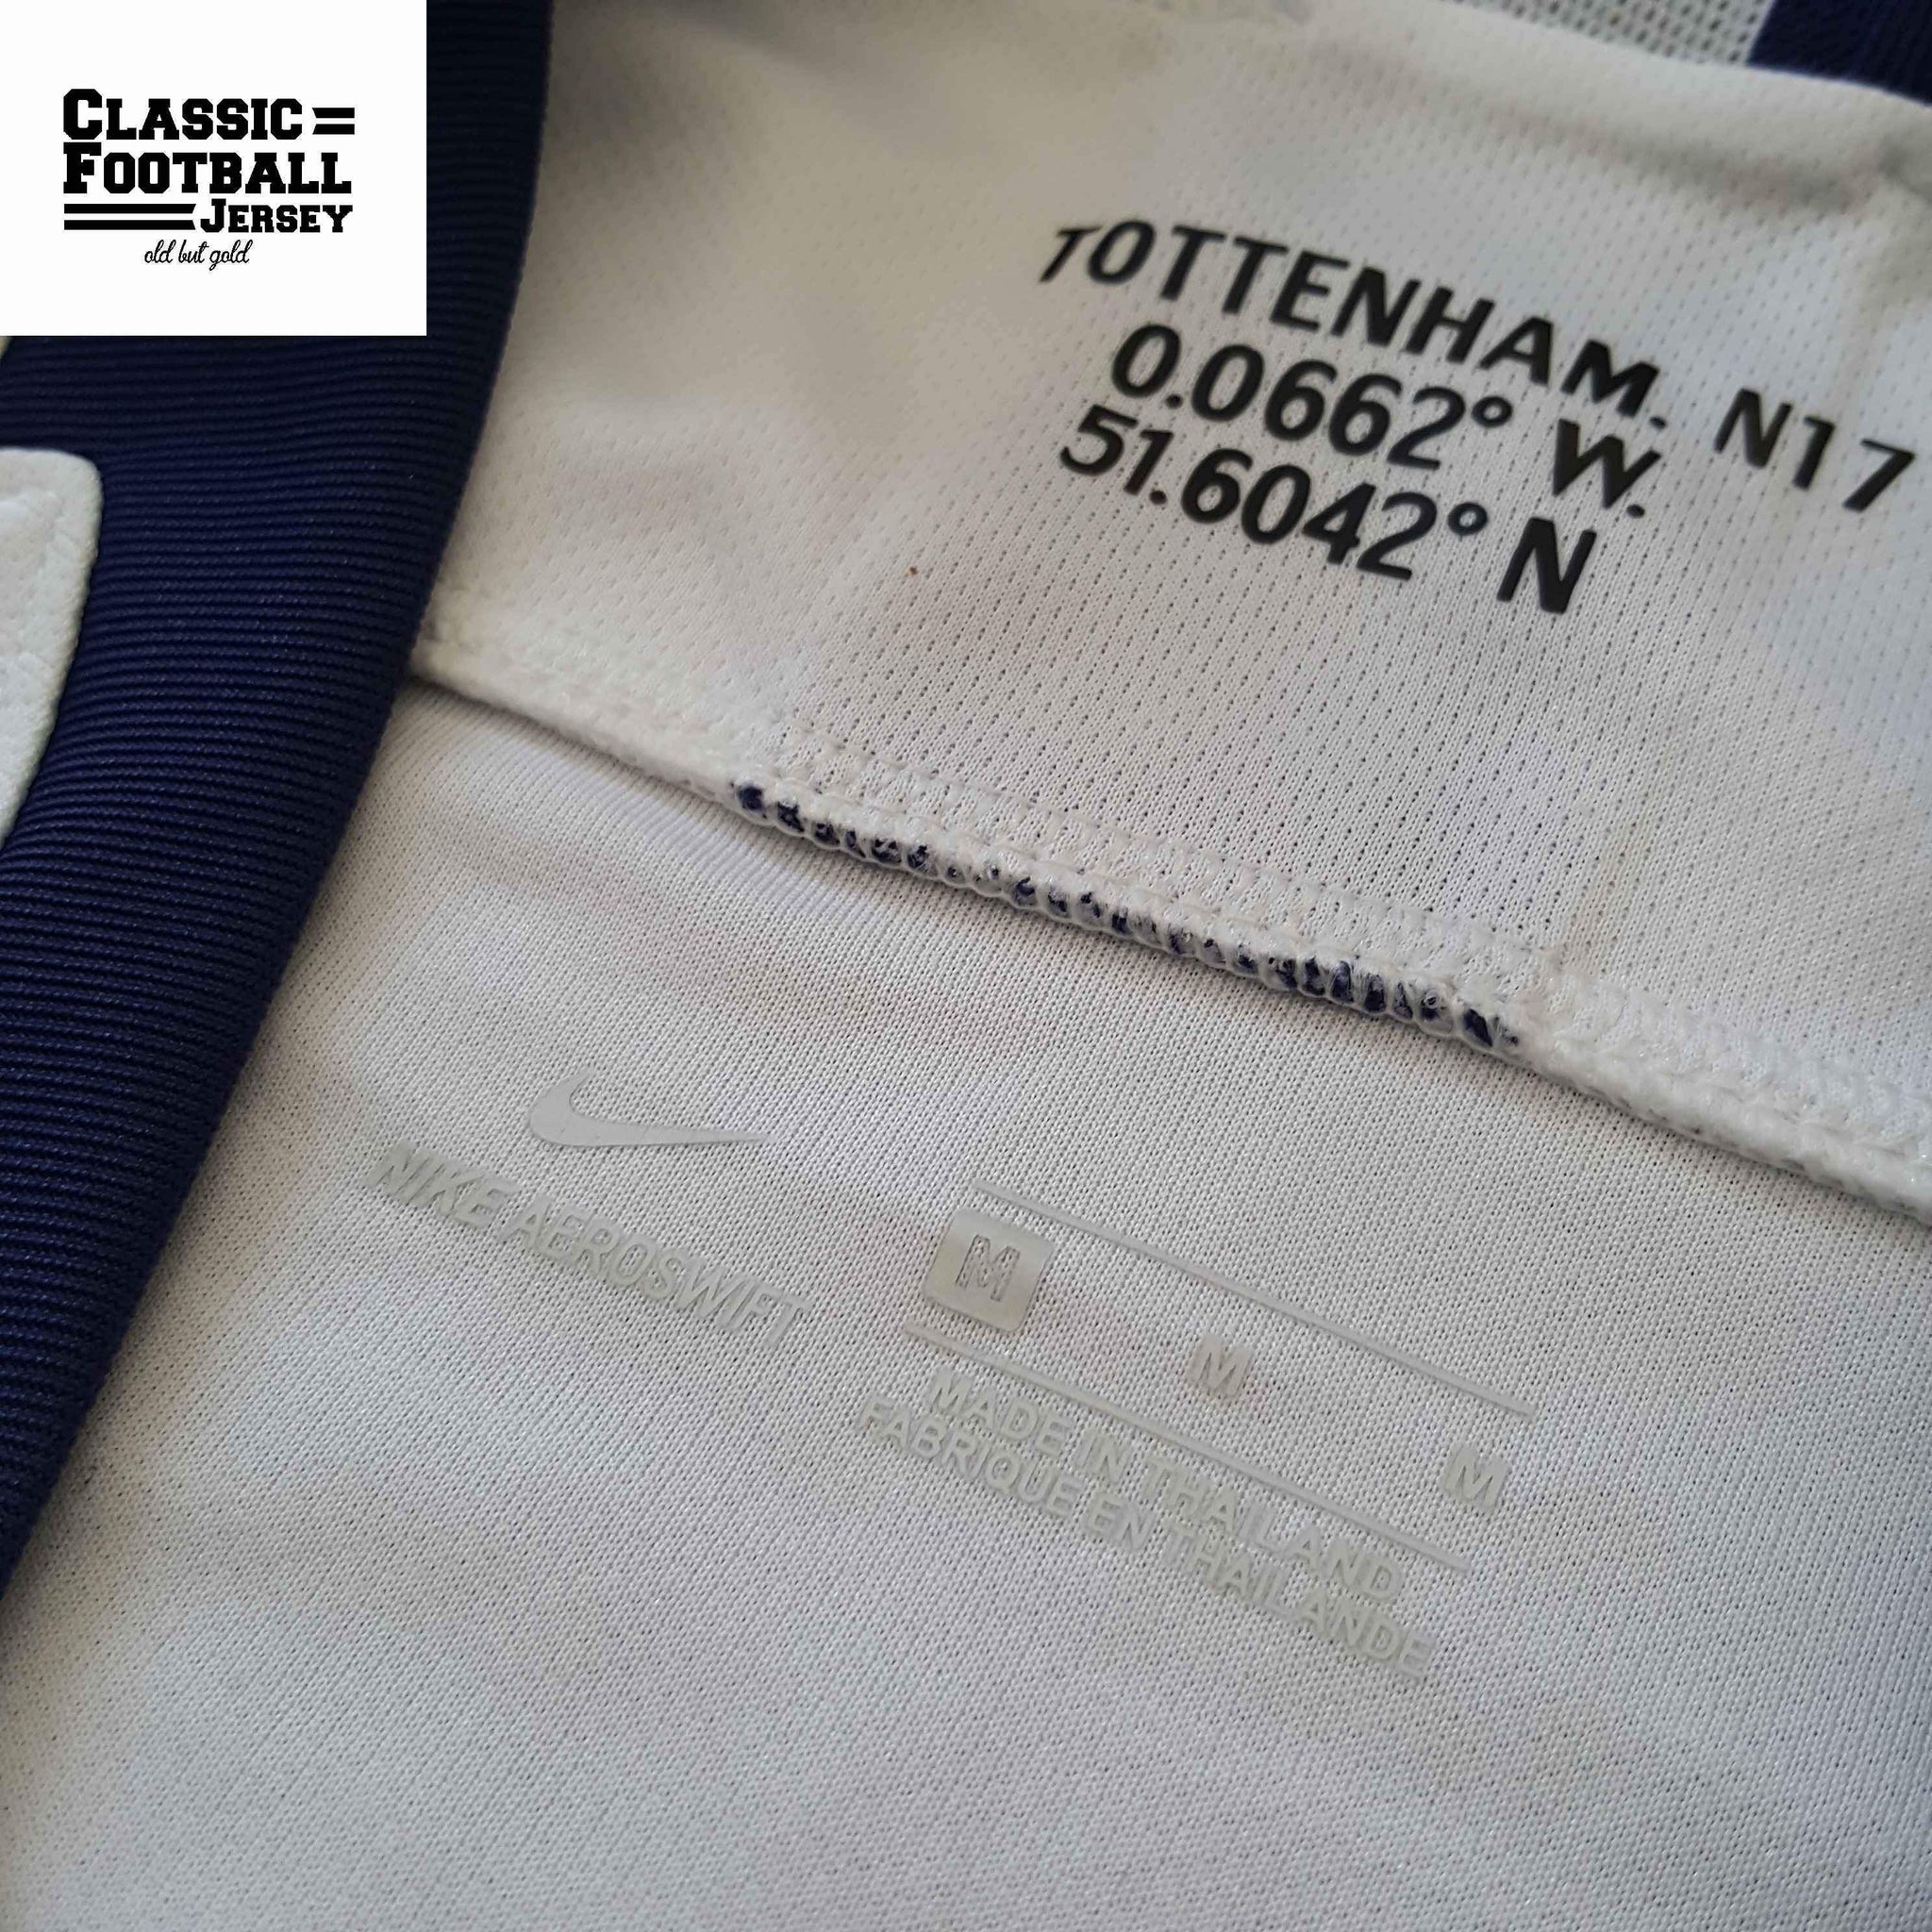 CLASSIC
FOOTBALL
JERSEY
old but gold
TOTTENHAM. N17
0.0662° W.
51.6042° N
NIKE AEROSWIFT
M M M
MADE IN THAILAND
FABRIQUE EN THAILANDE